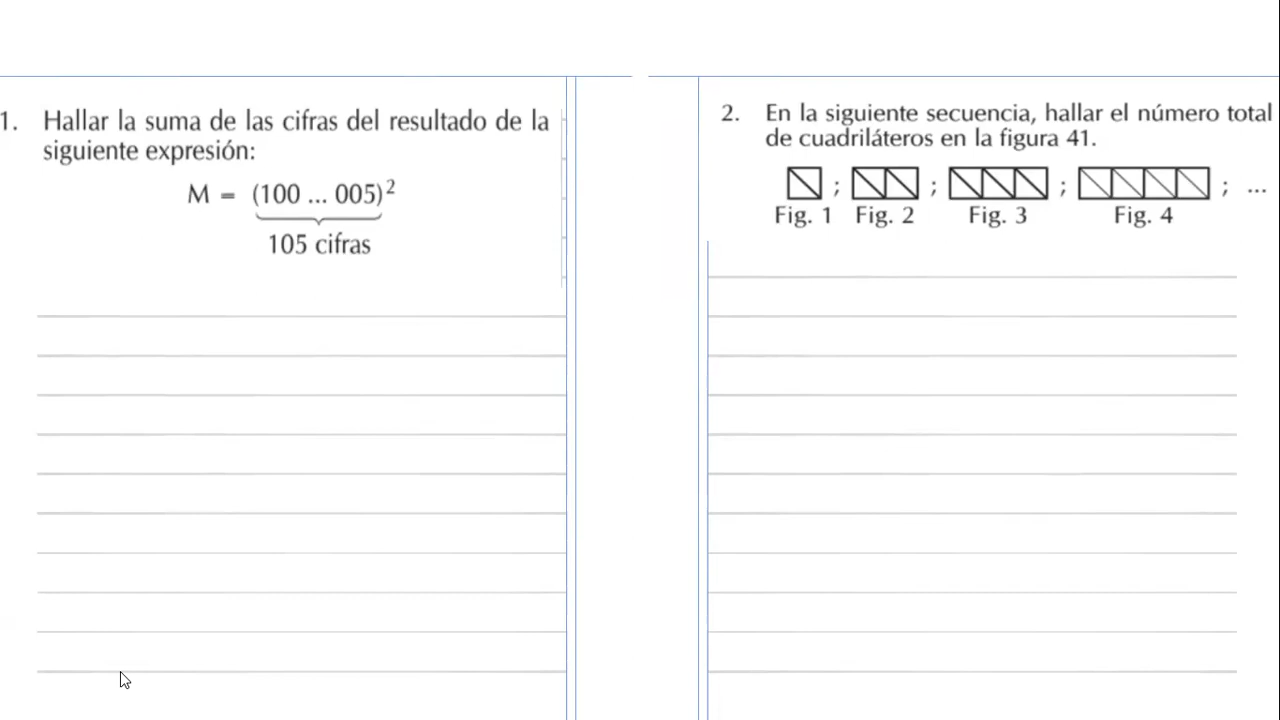 1. Hallar la suma de las cifras del resultado de la
siguiente expresión:
M = (100 ... 005)²
105 cifras
2. En la siguiente secuencia, hallar el número total
de cuadriláteros en la figura 41.
; ; ; ; ...
Fig. 1 Fig. 2 Fig. 3 Fig. 4